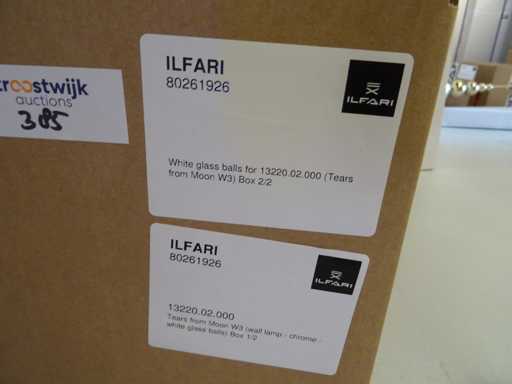 troostwijk
auctions
385
ILFARI
80261926
ILFARI
White glass balls for 13220.02.000 (Tears
from Moon W3) Box 2/2
ILFARI
80261926
ILFARI
13220.02.000
Tears from Moon W3 (wall lamp - chrome -
white glass balls) Box 1/2